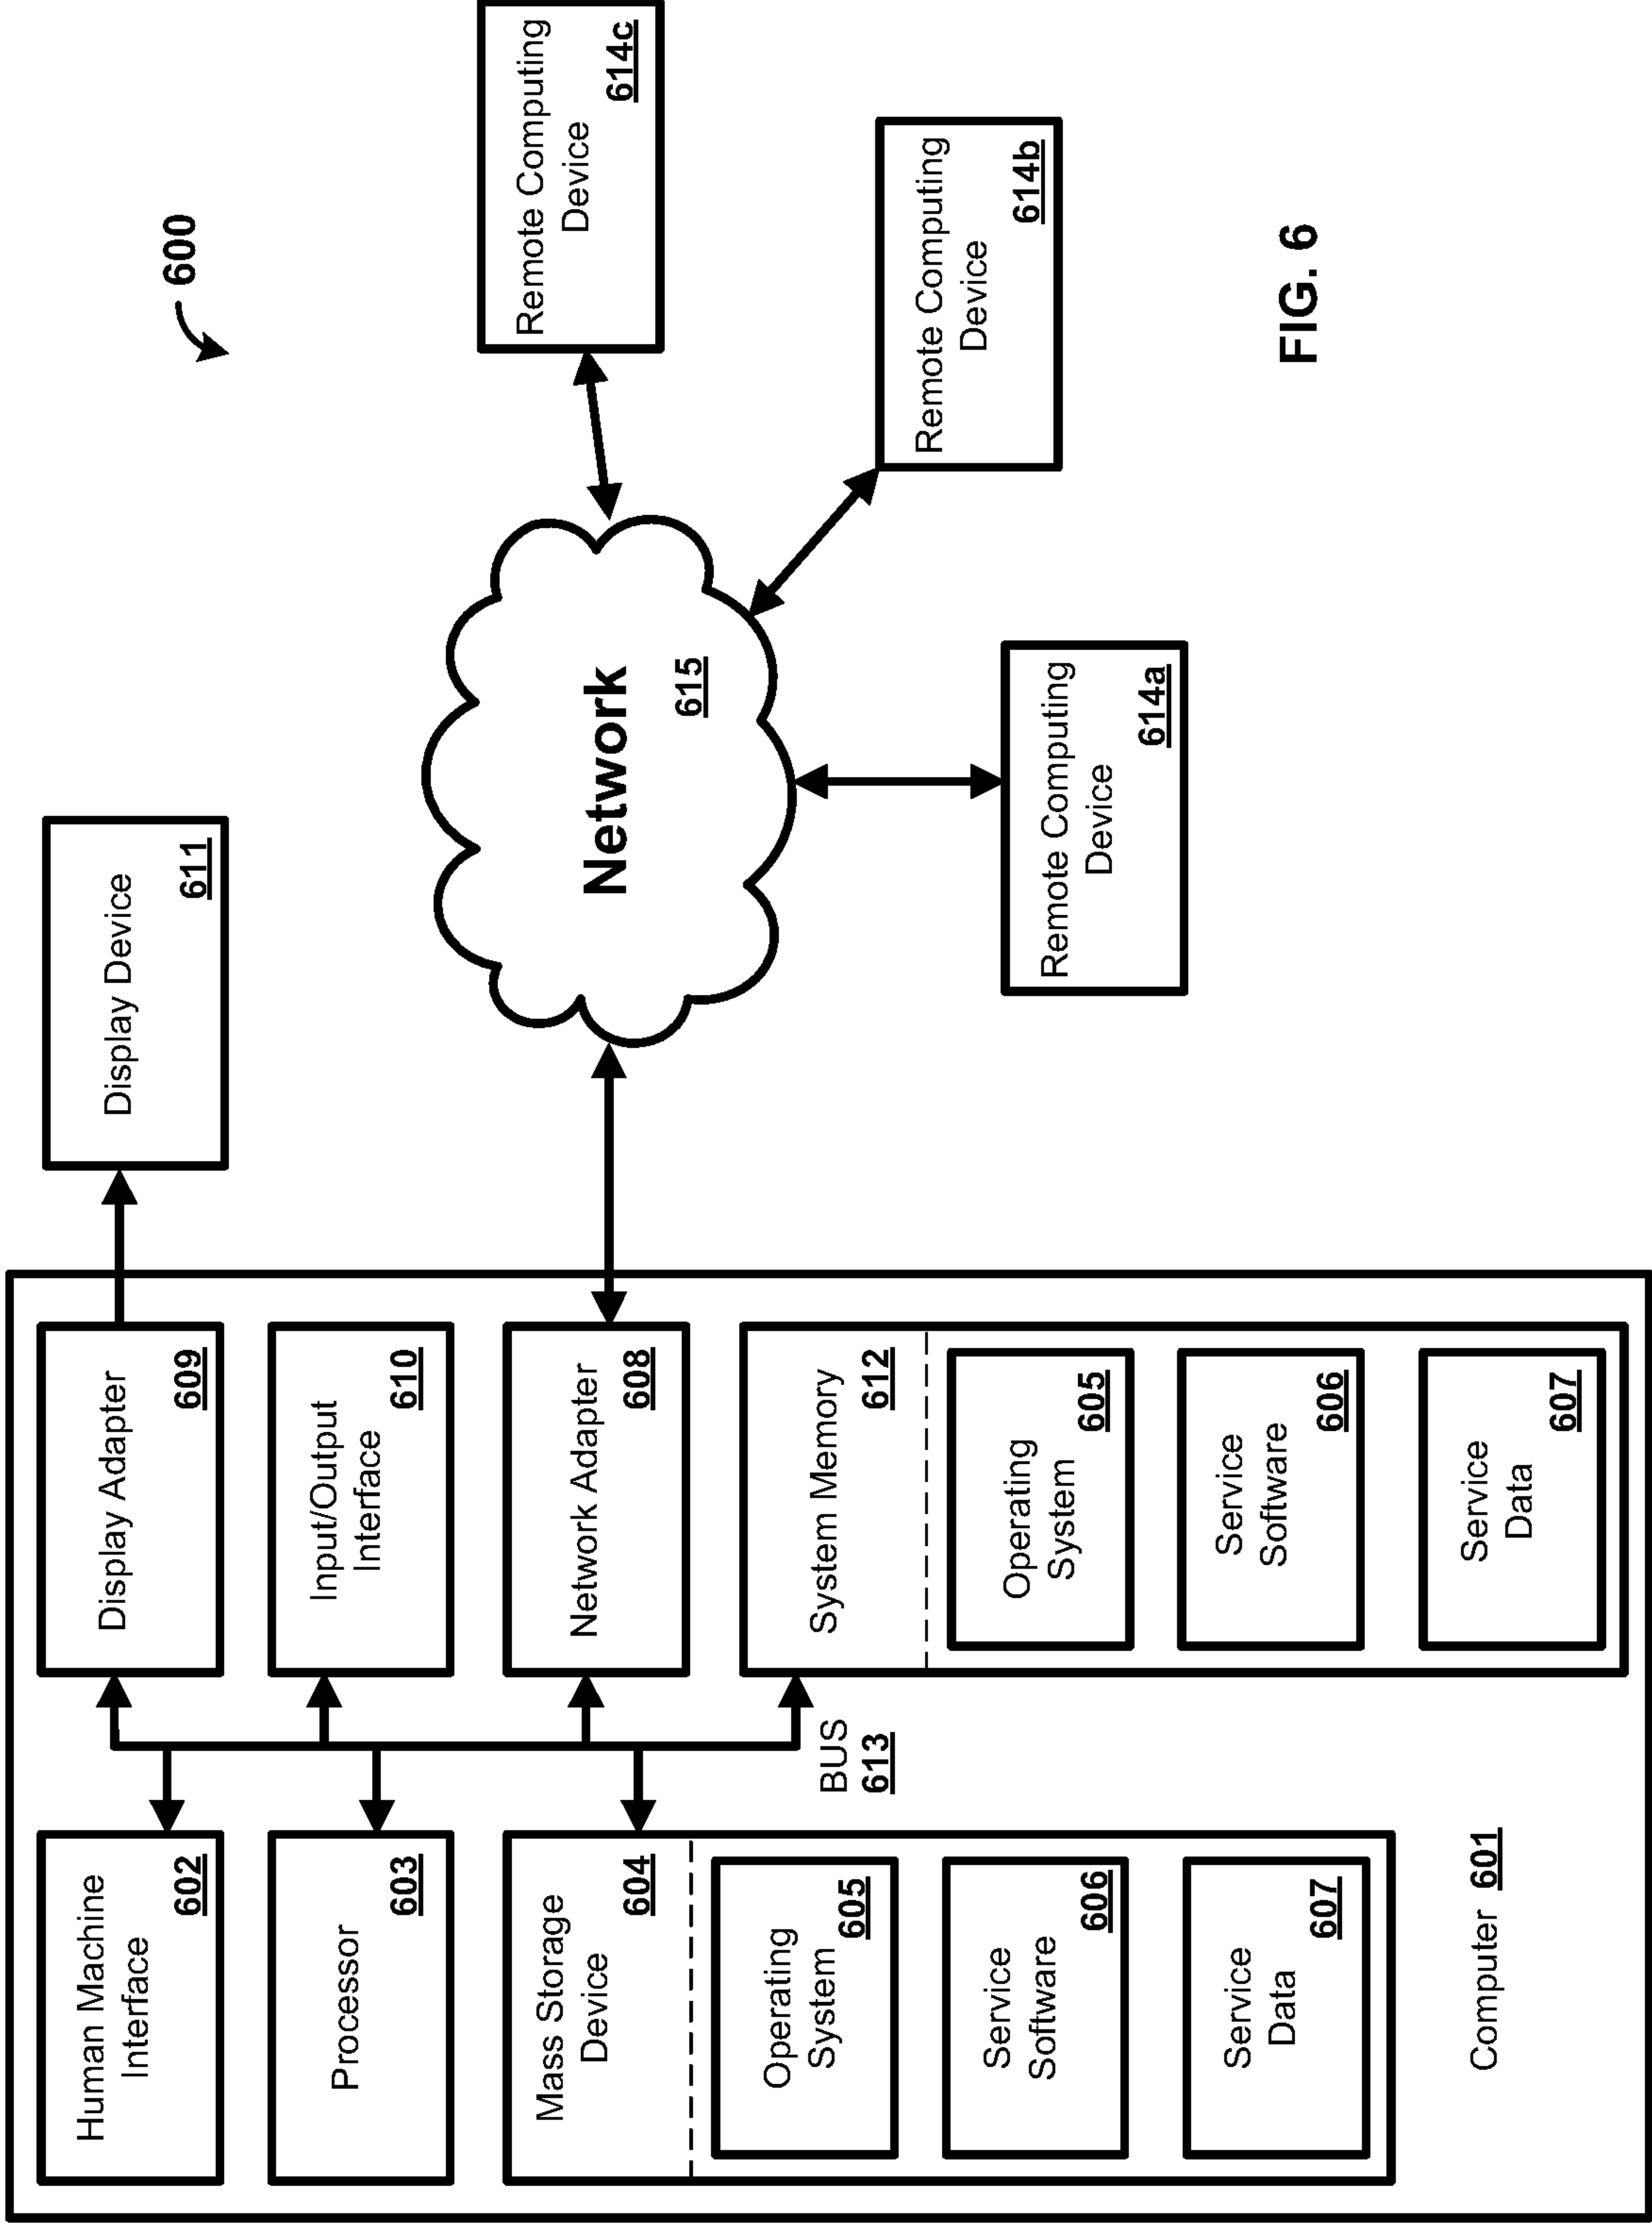 600
Human Machine
Interface
602
Processor
603
Mass Storage
Device
604
Operating
System
605
Service
Software
606
Service
Data
607
Computer 601
BUS
613
Display Adapter
609
Input/Output
Interface
610
Network Adapter
608
System Memory
612
Operating
System
605
Service
Software
606
Service
Data
607
Display Device
611
Network
615
Remote Computing
Device
614a
Remote Computing
Device
614b
Remote Computing
Device
614c
FIG. 6